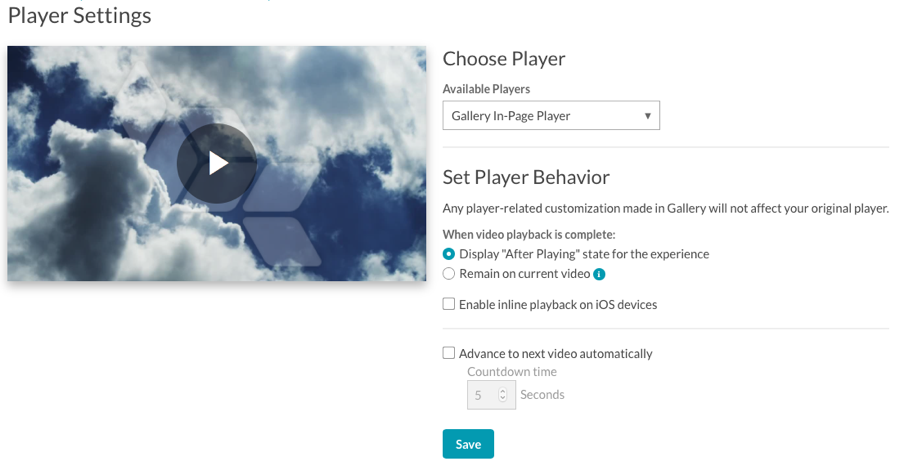 Player Settings
Choose Player
Available Players
Gallery In-Page Player
Set Player Behavior
Any player-related customization made in Gallery will not affect your original player.
When video playback is complete:
Display "After Playing" state for the experience
Remain on current video
Enable inline playback on iOS devices
Advance to next video automatically
Countdown time
5 Seconds
Save